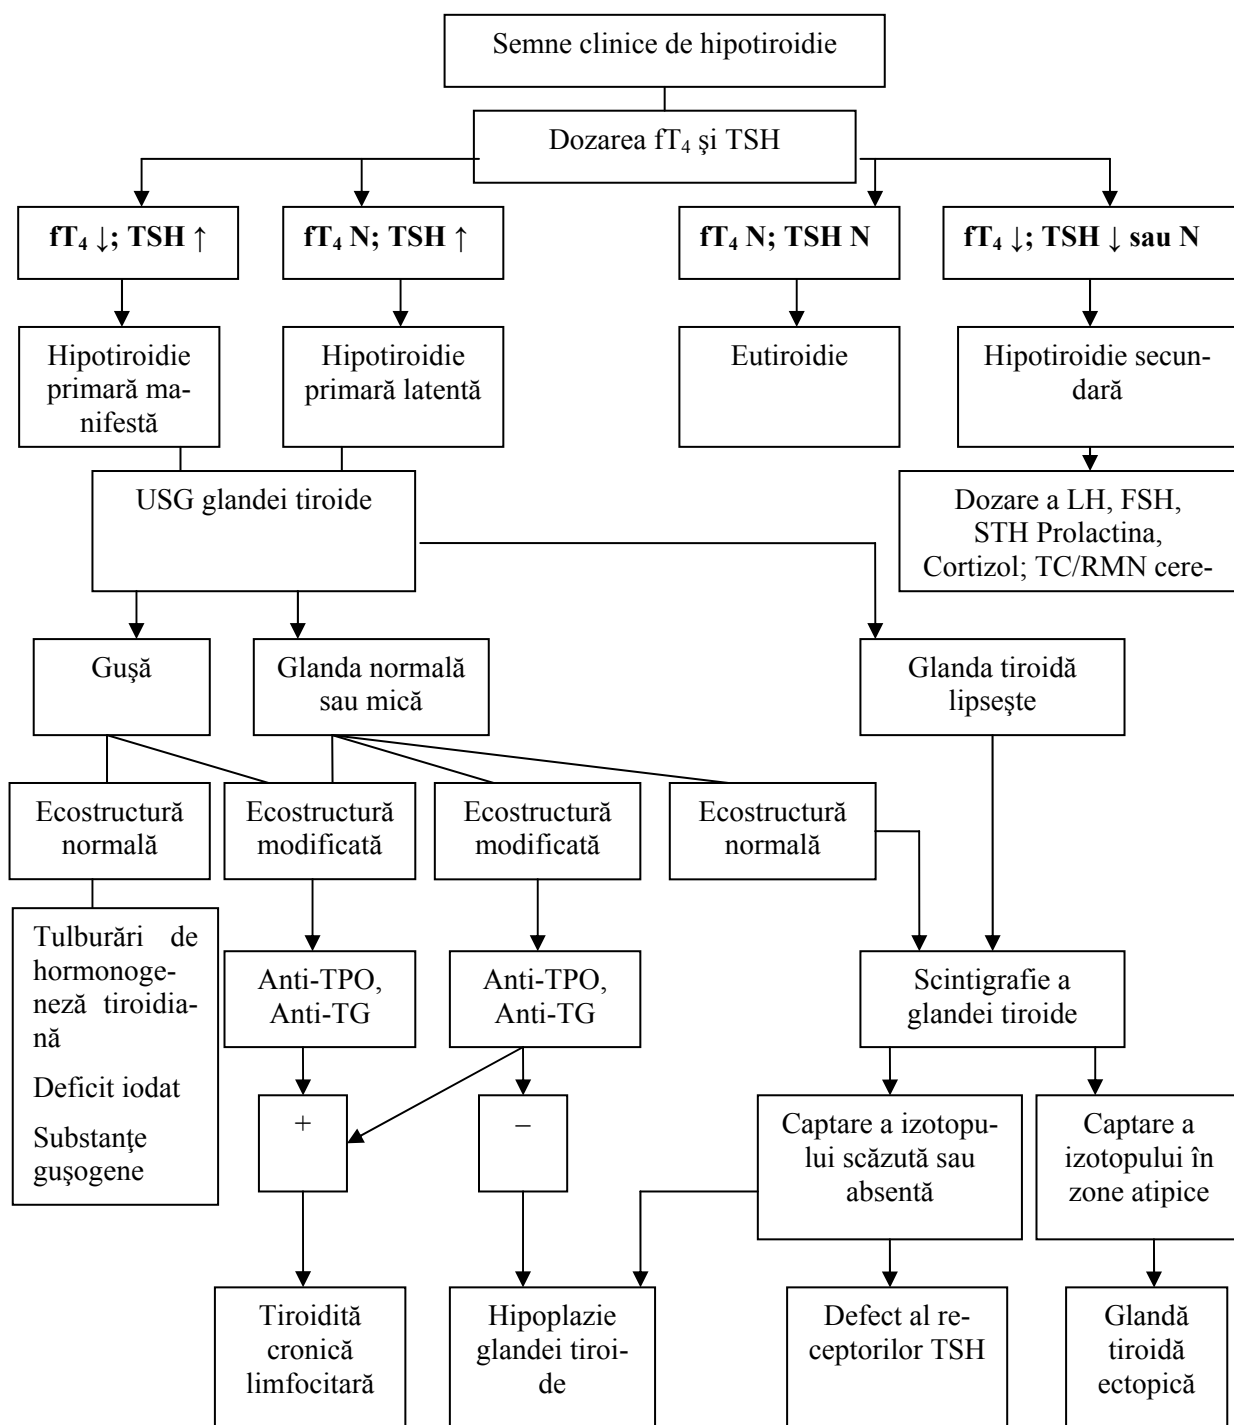 Semne clinice de hipotiroidie
Dozarea fT₄ şi TSH
fT₄ ↓; TSH ↑
fT₄ N; TSH ↑
fT₄ N; TSH N
fT₄ ↓; TSH ↓ sau N
Hipotiroidie
primară ma-
nifestă
Hipotiroidie
primară latentă
Eutiroidie
Hipotiroidie secun-
dară
USG glandei tiroide
Dozare a LH, FSH,
STH Prolactina,
Cortizol; TC/RMN cere-
Guşă
Glanda normală
sau mică
Glanda tiroidă
lipseşte
Ecostructură
normală
Ecostructură
modificată
Ecostructură
modificată
Ecostructură
normală
Tulburări de
hormonoge-
neză tiroidia-
nă
Deficit iodat
Substanţe
guşogene
Anti-TPO,
Anti-TG
Anti-TPO,
Anti-TG
Scintigrafie a
glandei tiroide
+
–
Captare a izotopu-
lui scăzută sau
absentă
Captare a
izotopului în
zone atipice
Tiroidită
cronică
limfocitară
Hipoplazie
glandei tiroi-
de
Defect al re-
ceptorilor TSH
Glandă
tiroidă
ectopică